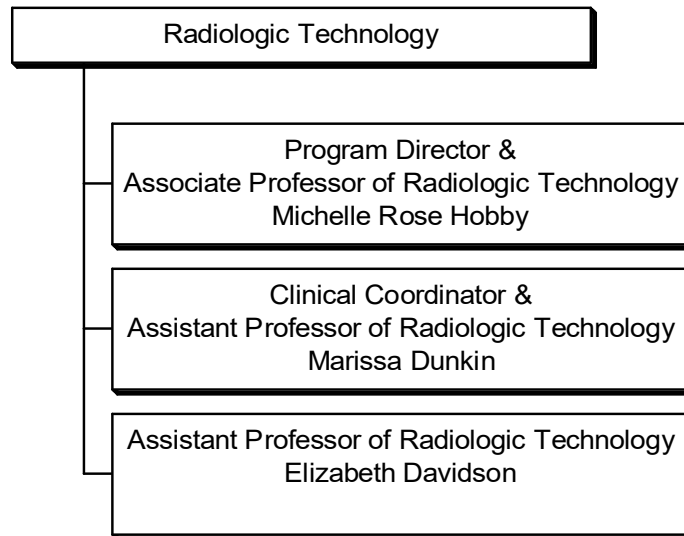 Radiologic Technology
Program Director &
Associate Professor of Radiologic Technology
Michelle Rose Hobby
Clinical Coordinator &
Assistant Professor of Radiologic Technology
Marissa Dunkin
Assistant Professor of Radiologic Technology
Elizabeth Davidson